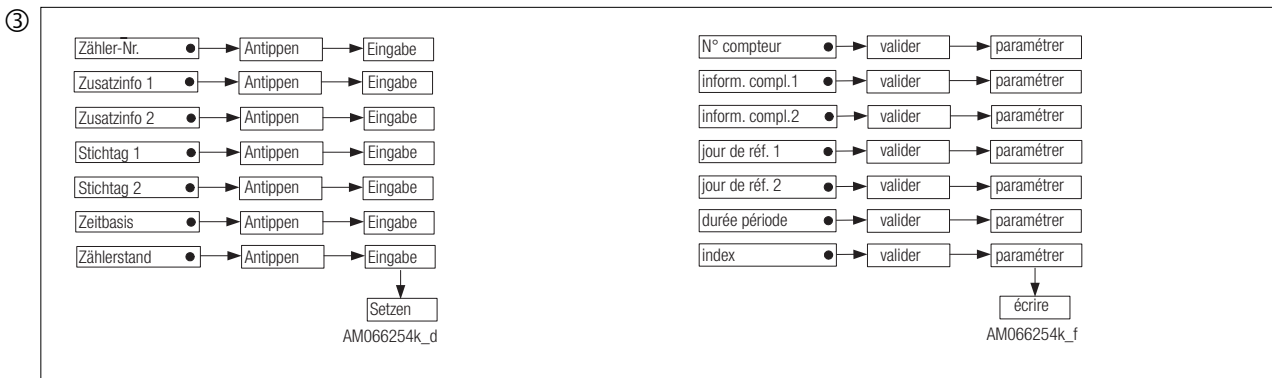 ③
Zähler-Nr. Antippen Eingabe
Zusatzinfo 1 Antippen Eingabe
Zusatzinfo 2 Antippen Eingabe
Stichtag 1 Antippen Eingabe
Stichtag 2 Antippen Eingabe
Zeitbasis Antippen Eingabe
Zählerstand Antippen Eingabe
Setzen
AM066254k_d
N° compteur valider paramétrer
inform. compl.1 valider paramétrer
inform. compl.2 valider paramétrer
jour de réf. 1 valider paramétrer
jour de réf. 2 valider paramétrer
durée période valider paramétrer
index valider paramétrer
écrire
AM066254k_f